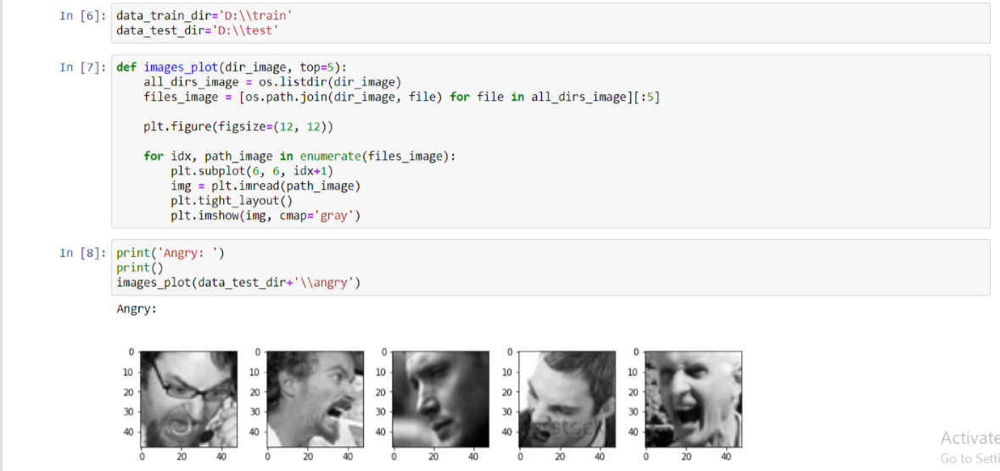 In [6]: data_train_dir='D:\\train'
data_test_dir='D:\\test'
In [7]: def images_plot(dir_image, top=5):
all_dirs_image = os.listdir(dir_image)
files_image = [os.path.join(dir_image, file) for file in all_dirs_image][:5]
plt.figure(figsize=(12, 12))
for idx, path_image in enumerate(files_image):
plt.subplot(6, 6, idx+1)
img = plt.imread(path_image)
plt.tight_layout()
plt.imshow(img, cmap='gray')
In [8]: print('Angry: ')
print()
images_plot(data_test_dir+'\\angry')
Angry:
0 0 0 0 0
10 10 10 10 10
20 20 20 20 20
30 30 30 30 30
40 40 40 40 40
0 20 40 0 20 40 0 20 40 0 20 40 0 20 40
Activate
Go to Setti